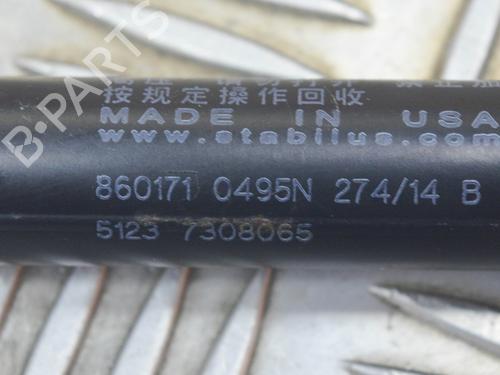 按规定操作回收
MADE IN USA
www.stabilus.com
860171 0495N 274/14 B
5123 7308065
B-PARTS